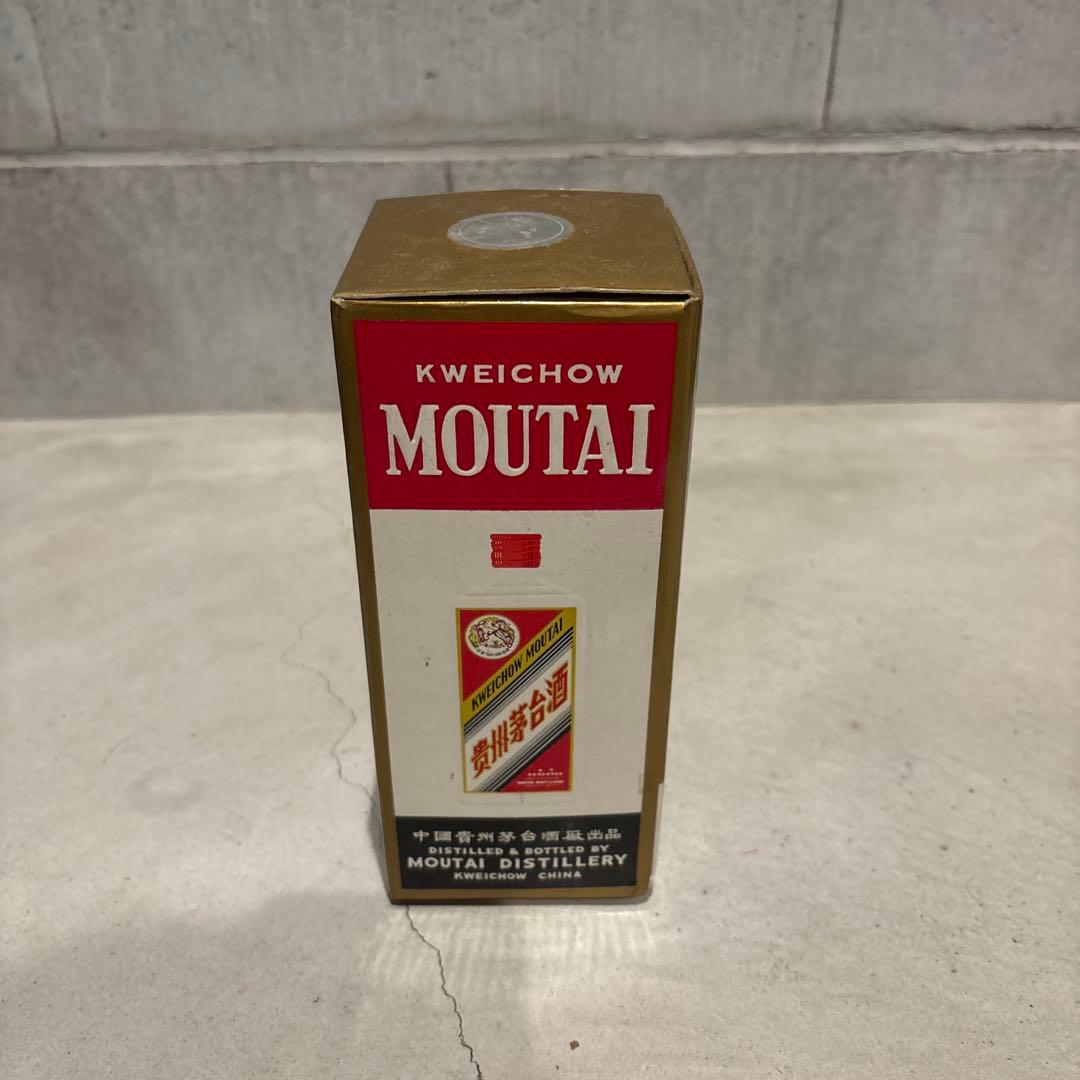 KWEICHOW
MOUTAI
KWEICHOW MOUTAI
贵州茅台酒
中國貴州茅台酒廠出品
DISTILLED & BOTTLED BY
MOUTAI DISTILLERY
KWEICHOW CHINA